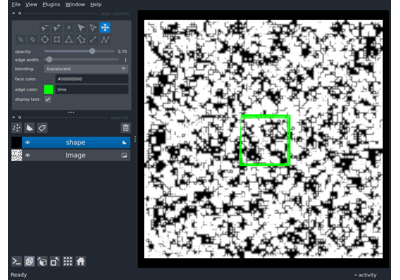 File View Plugins Window Help
opacity: 0.70
edge width: 1
blending: translucent
face color: #00000000
edge color: lime
display text:
shape
Image
Ready
activity